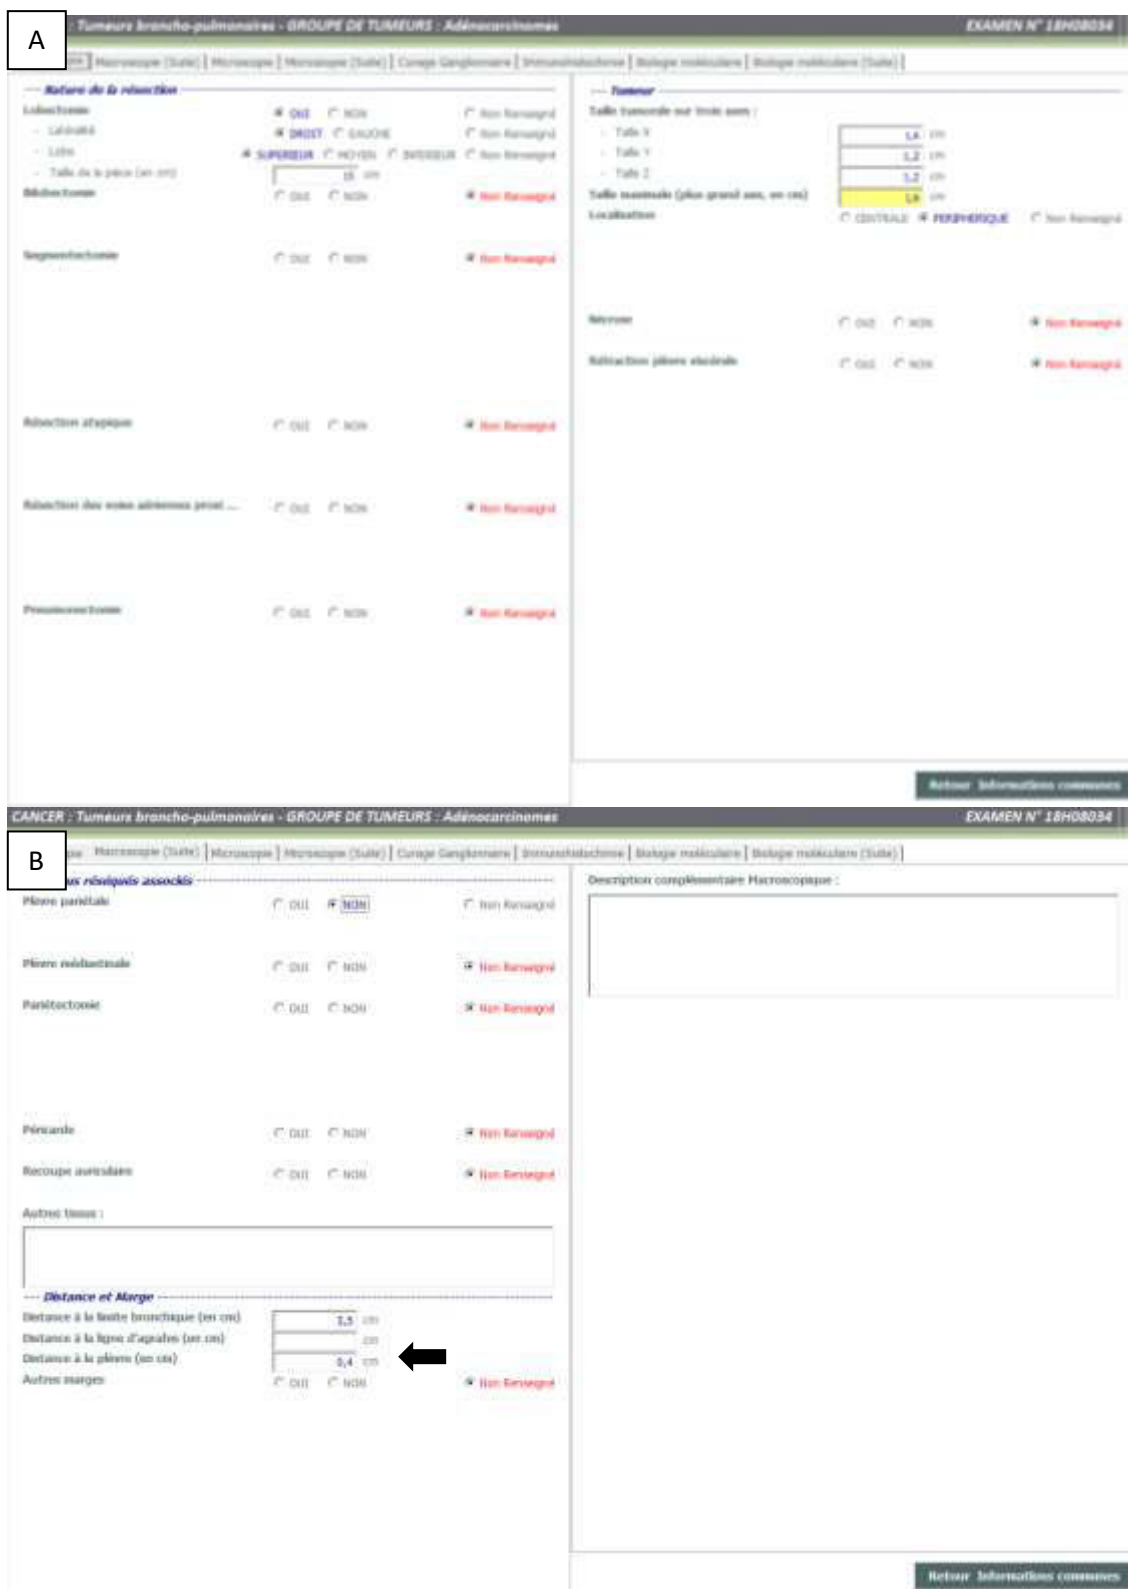 A
: Tumeurs broncho-pulmonaires - GROUPE DE TUMEURS : Adénocarcinomes EXAMEN N° 18H08034
Macroscopie (Suite) | Microscopie | Microscopie (Suite) | Curage Ganglionnaire | Immunohistochimie | Biologie moléculaire | Biologie moléculaire (Suite) |
--- Nature de la résection ---
Lobectomie OUI NON Non Renseigné
- Latéralité DROIT GAUCHE Non Renseigné
- Lobe SUPERIEUR MOYEN INFERIEUR Non Renseigné
- Taille de la pièce (en cm) cm
Bilobectomie OUI NON Non Renseigné
Segmentectomie OUI NON Non Renseigné
Résection atypique OUI NON Non Renseigné
Résection des voies aériennes proxi ... OUI NON Non Renseigné
Pneumonectomie OUI NON Non Renseigné
--- Tumeur ---
Taille tumorale sur trois axes :
- Taille X 1,6 cm
- Taille Y 1,2 cm
- Taille Z 1,2 cm
Taille maximale (plus grand axe, en cm) 1,6 cm
Localisation CENTRALE PERIPHERIQUE Non Renseigné
Nécrose OUI NON Non Renseigné
Rétraction plèvre viscérale OUI NON Non Renseigné
Retour Informations communes
B
CANCER : Tumeurs broncho-pulmonaires - GROUPE DE TUMEURS : Adénocarcinomes EXAMEN N° 18H08034
Macroscopie (Suite) | Microscopie | Microscopie (Suite) | Curage Ganglionnaire | Immunohistochimie | Biologie moléculaire | Biologie moléculaire (Suite) |
us réséqués associés ---
Plèvre pariétale OUI NON Non Renseigné
Plèvre médiastinale OUI NON Non Renseigné
Pariétectomie OUI NON Non Renseigné
Péricarde OUI NON Non Renseigné
Recoupe auriculaire OUI NON Non Renseigné
Autres tissus :
--- Distance et Marge ---
Distance à la limite bronchique (en cm) cm
Distance à la ligne d'agrafes (en cm) cm
Distance à la plèvre (en cm) 0,4 cm
Autres marges OUI NON Non Renseigné
Description complémentaire Macroscopique :
Retour Informations communes